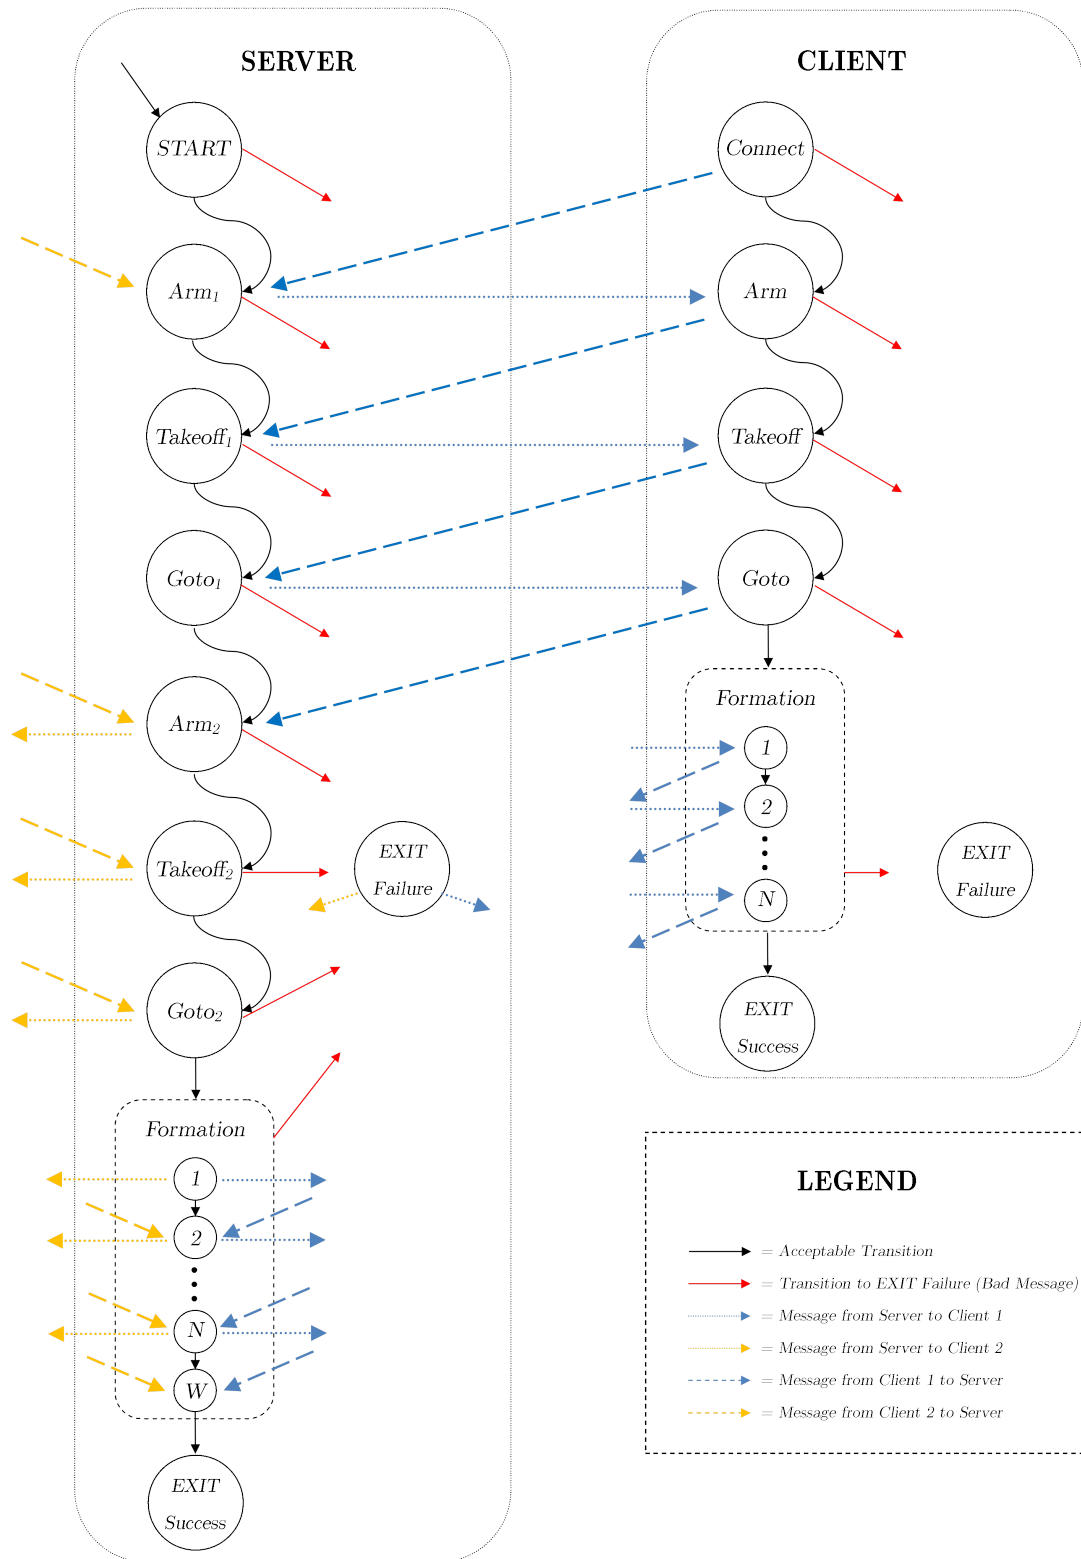 SERVER
START
Arm₁
Takeoff₁
Goto₁
Arm₂
Takeoff₂
EXIT
Failure
Goto₂
Formation
1
2
N
W
EXIT
Success
CLIENT
Connect
Arm
Takeoff
Goto
Formation
1
2
N
EXIT
Failure
EXIT
Success
LEGEND
= Acceptable Transition
= Transition to EXIT Failure (Bad Message)
= Message from Server to Client 1
= Message from Server to Client 2
= Message from Client 1 to Server
= Message from Client 2 to Server